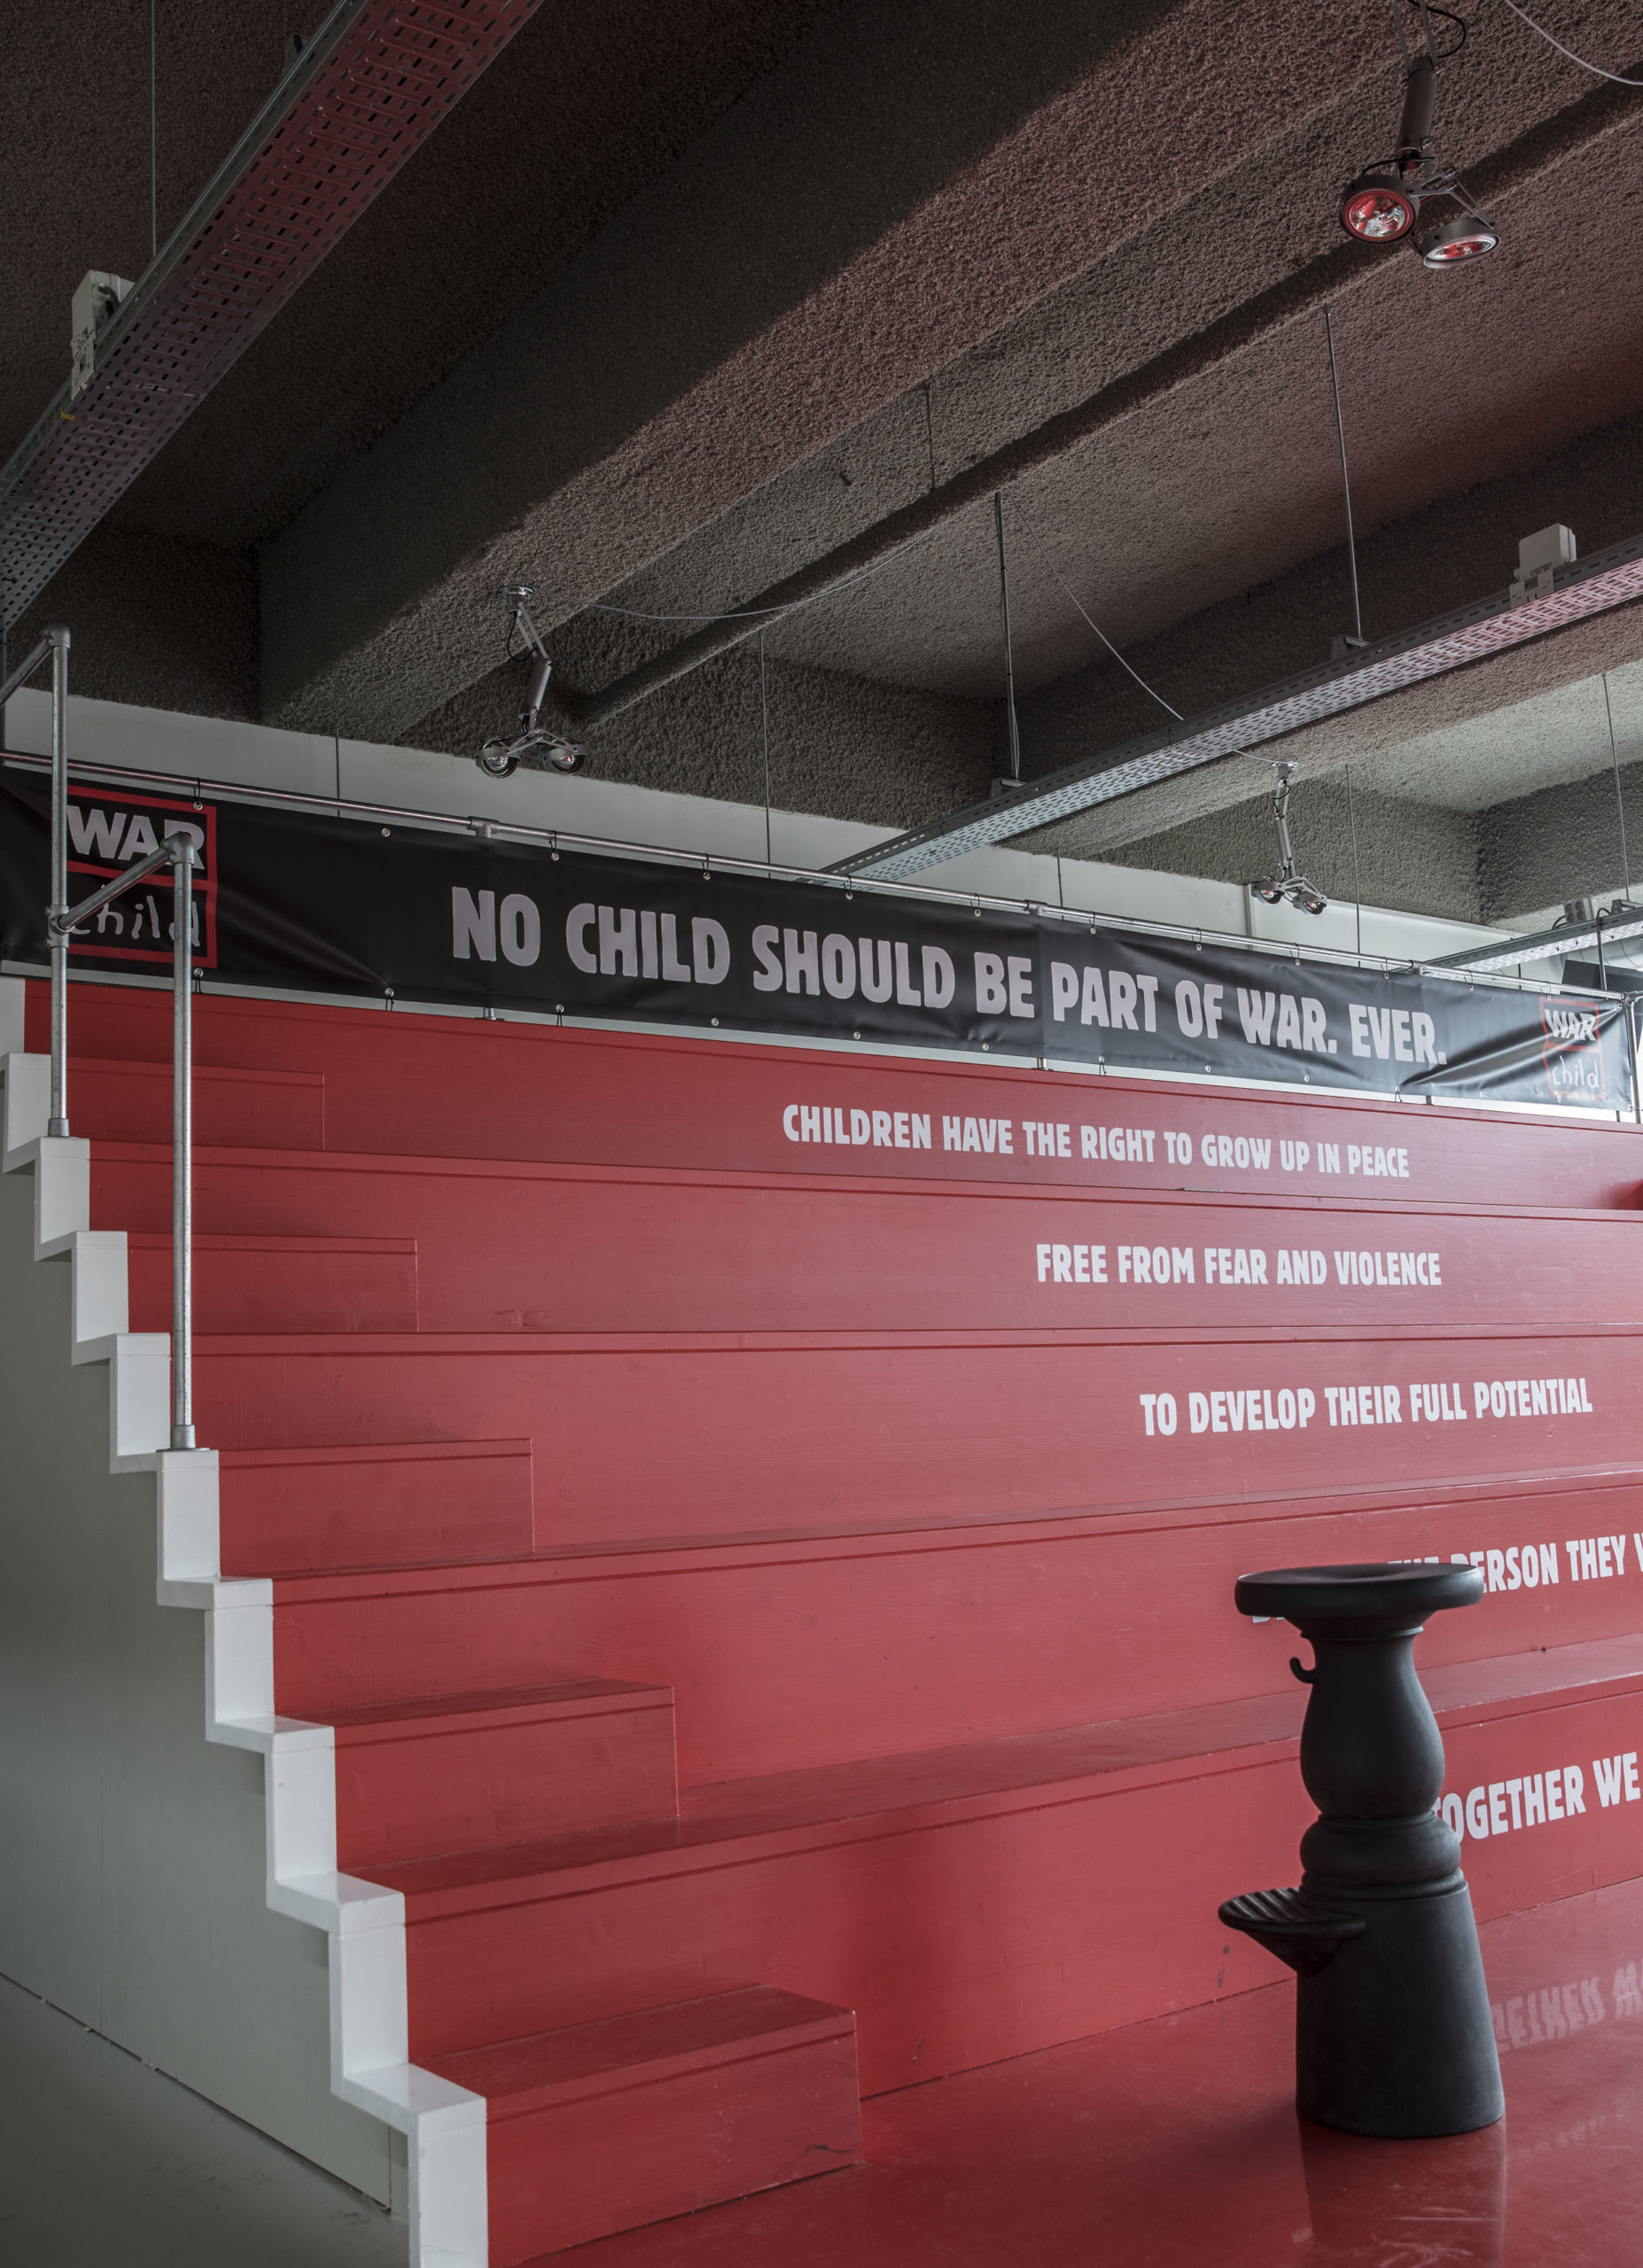 WAR
child
NO CHILD SHOULD BE PART OF WAR. EVER.
WAR
child
CHILDREN HAVE THE RIGHT TO GROW UP IN PEACE
FREE FROM FEAR AND VIOLENCE
TO DEVELOP THEIR FULL POTENTIAL
PERSON THEY
TOGETHER WE